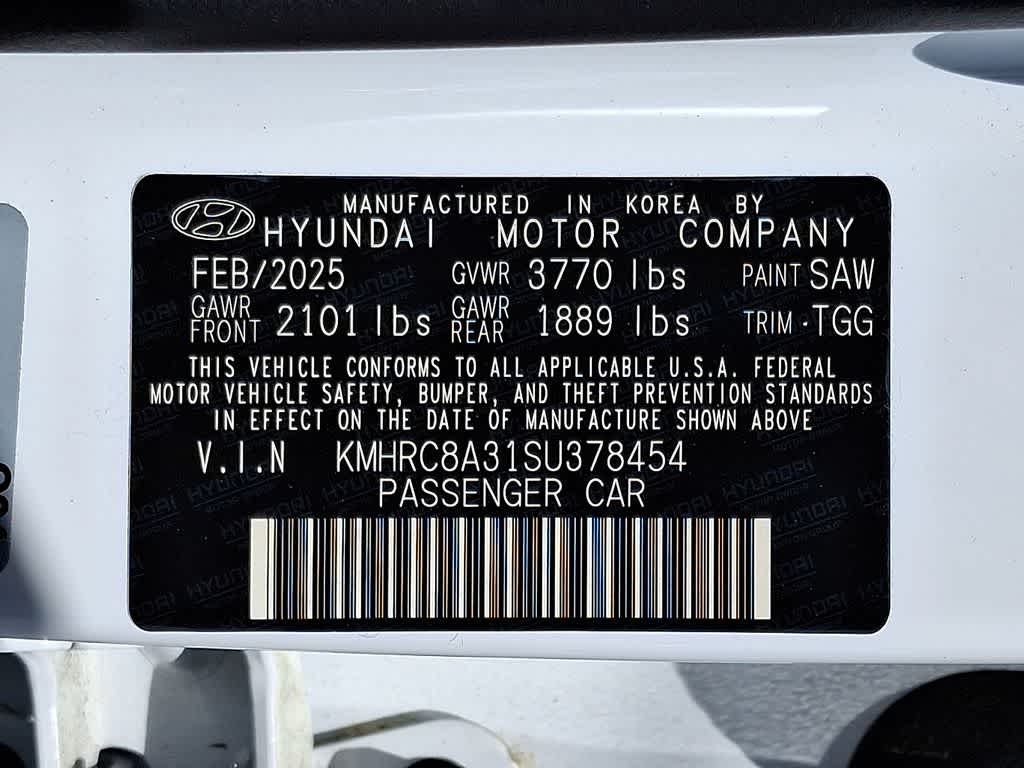 MANUFACTURED IN KOREA BY
HYUNDAI MOTOR COMPANY
FEB/2025 GVWR 3770 lbs PAINT SAW
GAWR FRONT 2101 lbs GAWR REAR 1889 lbs TRIM · TGG
THIS VEHICLE CONFORMS TO ALL APPLICABLE U.S.A. FEDERAL
MOTOR VEHICLE SAFETY, BUMPER, AND THEFT PREVENTION STANDARDS
IN EFFECT ON THE DATE OF MANUFACTURE SHOWN ABOVE
V.I.N KMHRC8A31SU378454
PASSENGER CAR